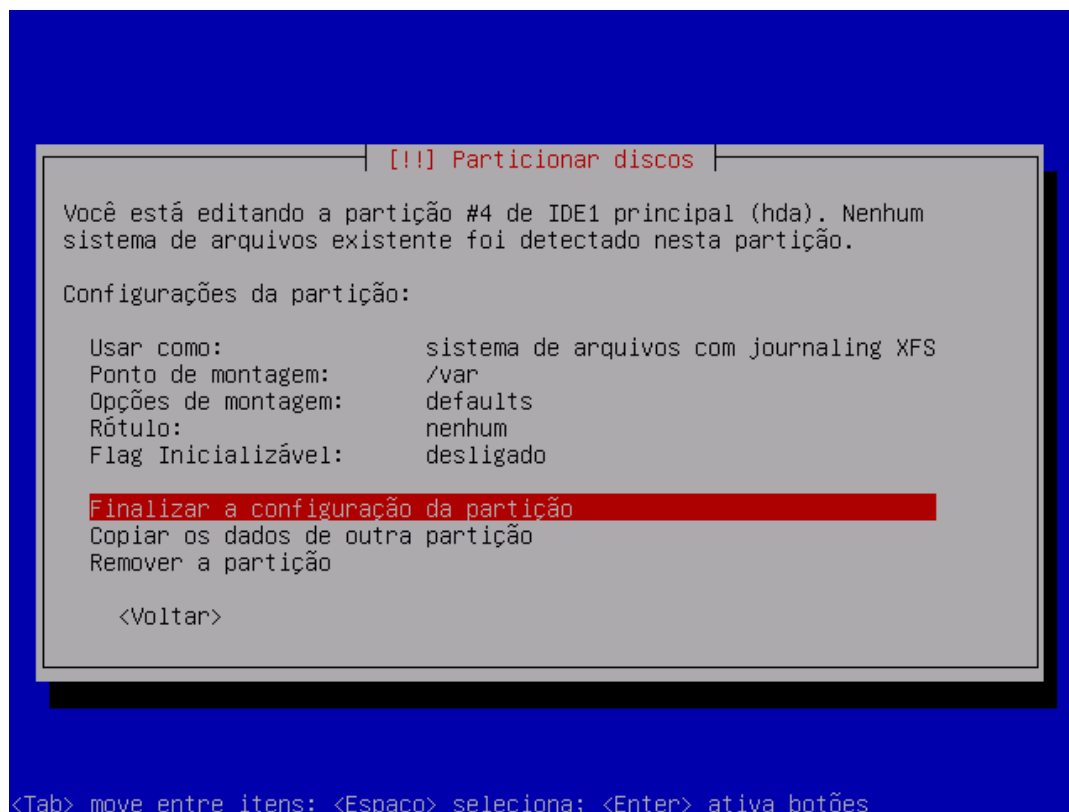 [!!] Particionar discos
Você está editando a partição #4 de IDE1 principal (hda). Nenhum
sistema de arquivos existente foi detectado nesta partição.
Configurações da partição:
Usar como: sistema de arquivos com journaling XFS
Ponto de montagem: /var
Opções de montagem: defaults
Rótulo: nenhum
Flag Inicializável: desligado
Finalizar a configuração da partição
Copiar os dados de outra partição
Remover a partição
<Voltar>
<Tab> move entre itens; <Espaço> seleciona; <Enter> ativa botões